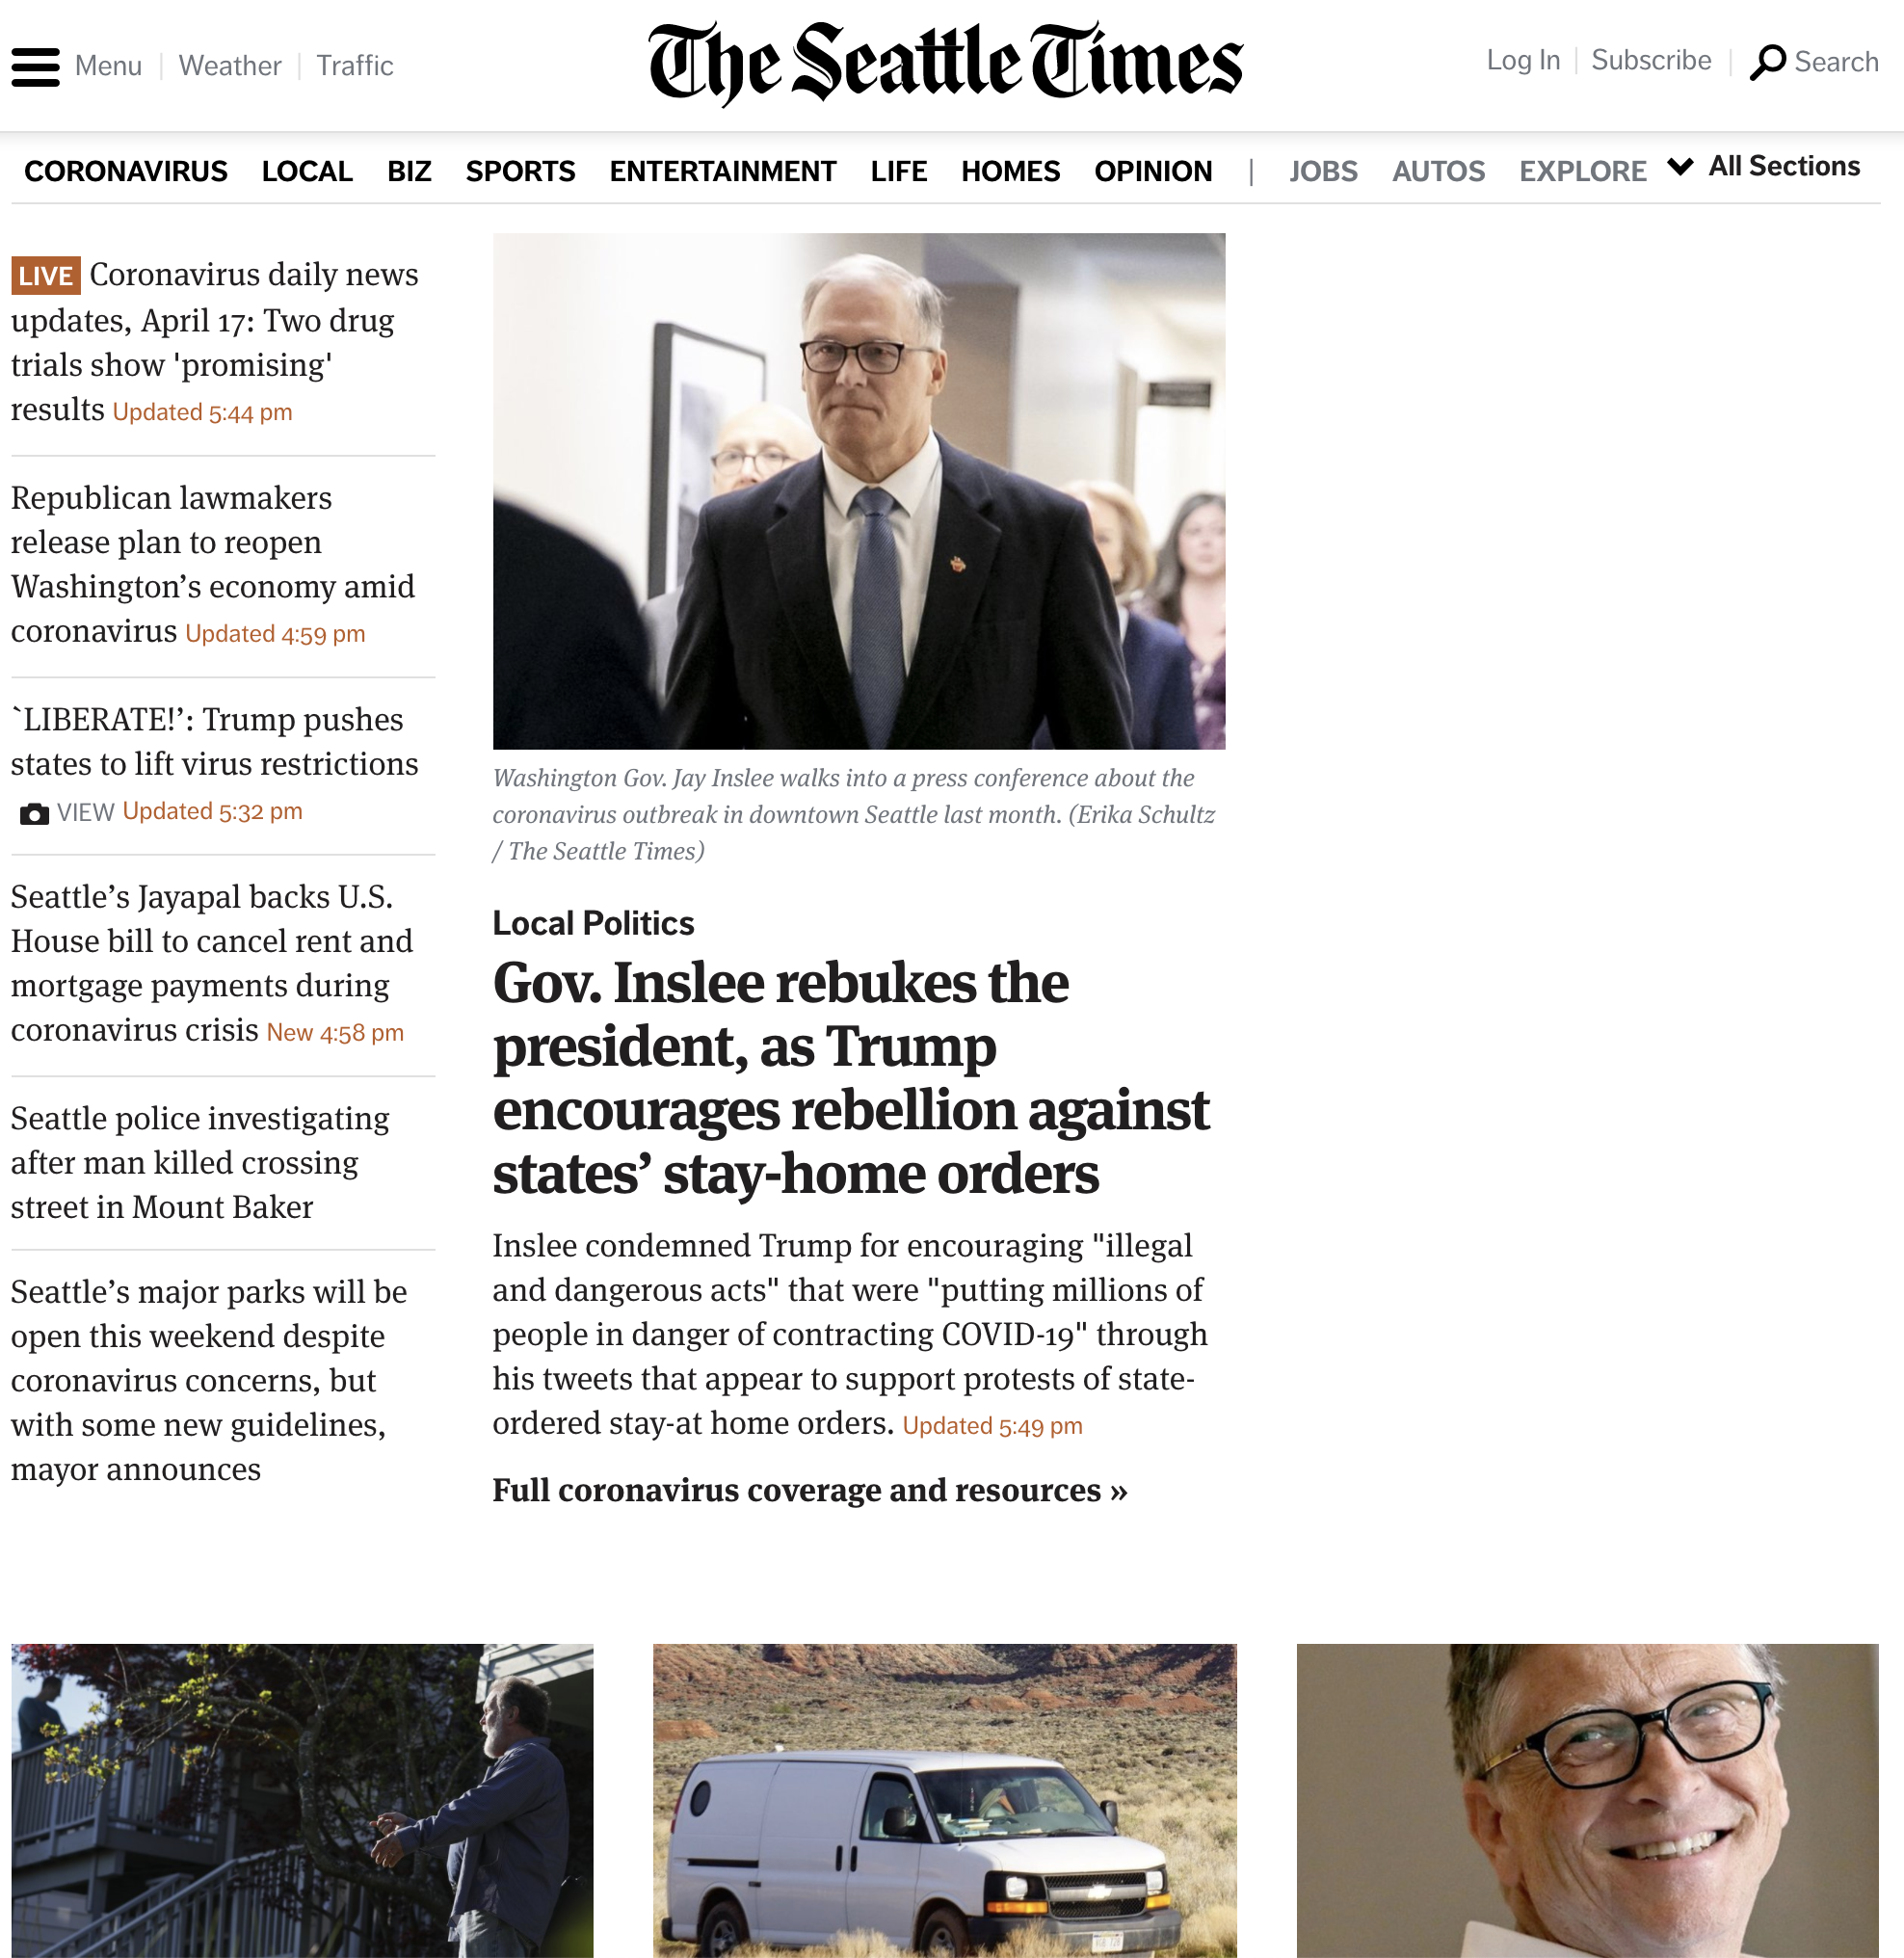 Menu | Weather | Traffic
The Seattle Times
Log In | Subscribe | Search
CORONAVIRUS LOCAL BIZ SPORTS ENTERTAINMENT LIFE HOMES OPINION | JOBS AUTOS EXPLORE All Sections
LIVE Coronavirus daily news
updates, April 17: Two drug
trials show 'promising'
results Updated 5:44 pm
Republican lawmakers
release plan to reopen
Washington’s economy amid
coronavirus Updated 4:59 pm
`LIBERATE!’: Trump pushes
states to lift virus restrictions
VIEW Updated 5:32 pm
Seattle’s Jayapal backs U.S.
House bill to cancel rent and
mortgage payments during
coronavirus crisis New 4:58 pm
Seattle police investigating
after man killed crossing
street in Mount Baker
Seattle’s major parks will be
open this weekend despite
coronavirus concerns, but
with some new guidelines,
mayor announces
Washington Gov. Jay Inslee walks into a press conference about the
coronavirus outbreak in downtown Seattle last month. (Erika Schultz
/ The Seattle Times)
Local Politics
Gov. Inslee rebukes the
president, as Trump
encourages rebellion against
states’ stay-home orders
Inslee condemned Trump for encouraging "illegal
and dangerous acts" that were "putting millions of
people in danger of contracting COVID-19" through
his tweets that appear to support protests of state-
ordered stay-at home orders. Updated 5:49 pm
Full coronavirus coverage and resources »